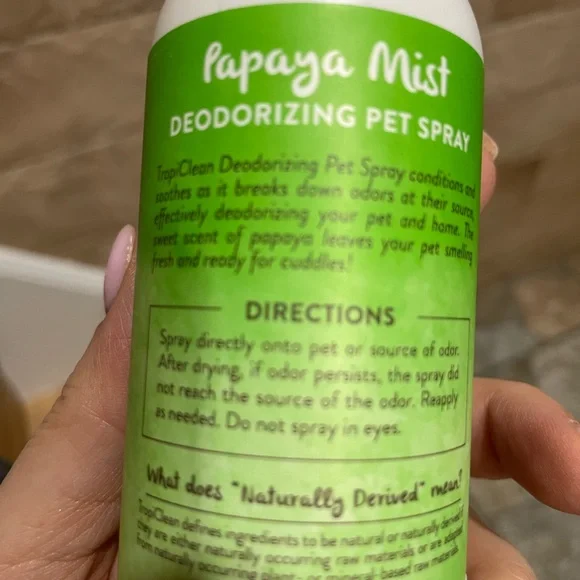 Papaya Mist
DEODORIZING PET SPRAY
TropiClean Deodorizing Pet Spray conditions and
soothes as it breaks down odors at their source,
effectively deodorizing your pet and home. The
sweet scent of papaya leaves your pet smelling
fresh and ready for cuddles!
DIRECTIONS
Spray directly onto pet or source of odor.
After drying, if odor persists, the spray did
not reach the source of the odor. Reapply
as needed. Do not spray in eyes.
What does "Naturally Derived" mean?
TropiClean defines ingredients to be natural or naturally derived if
they are either naturally occurring raw materials or are adapted
from naturally occurring plant- or mineral-based raw materials